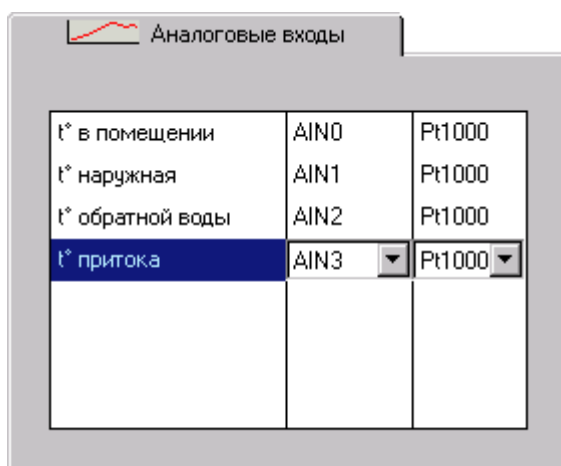 Аналоговые входы
t° в помещении AIN0 Pt1000
t° наружная AIN1 Pt1000
t° обратной воды AIN2 Pt1000
t° притока AIN3 Pt1000